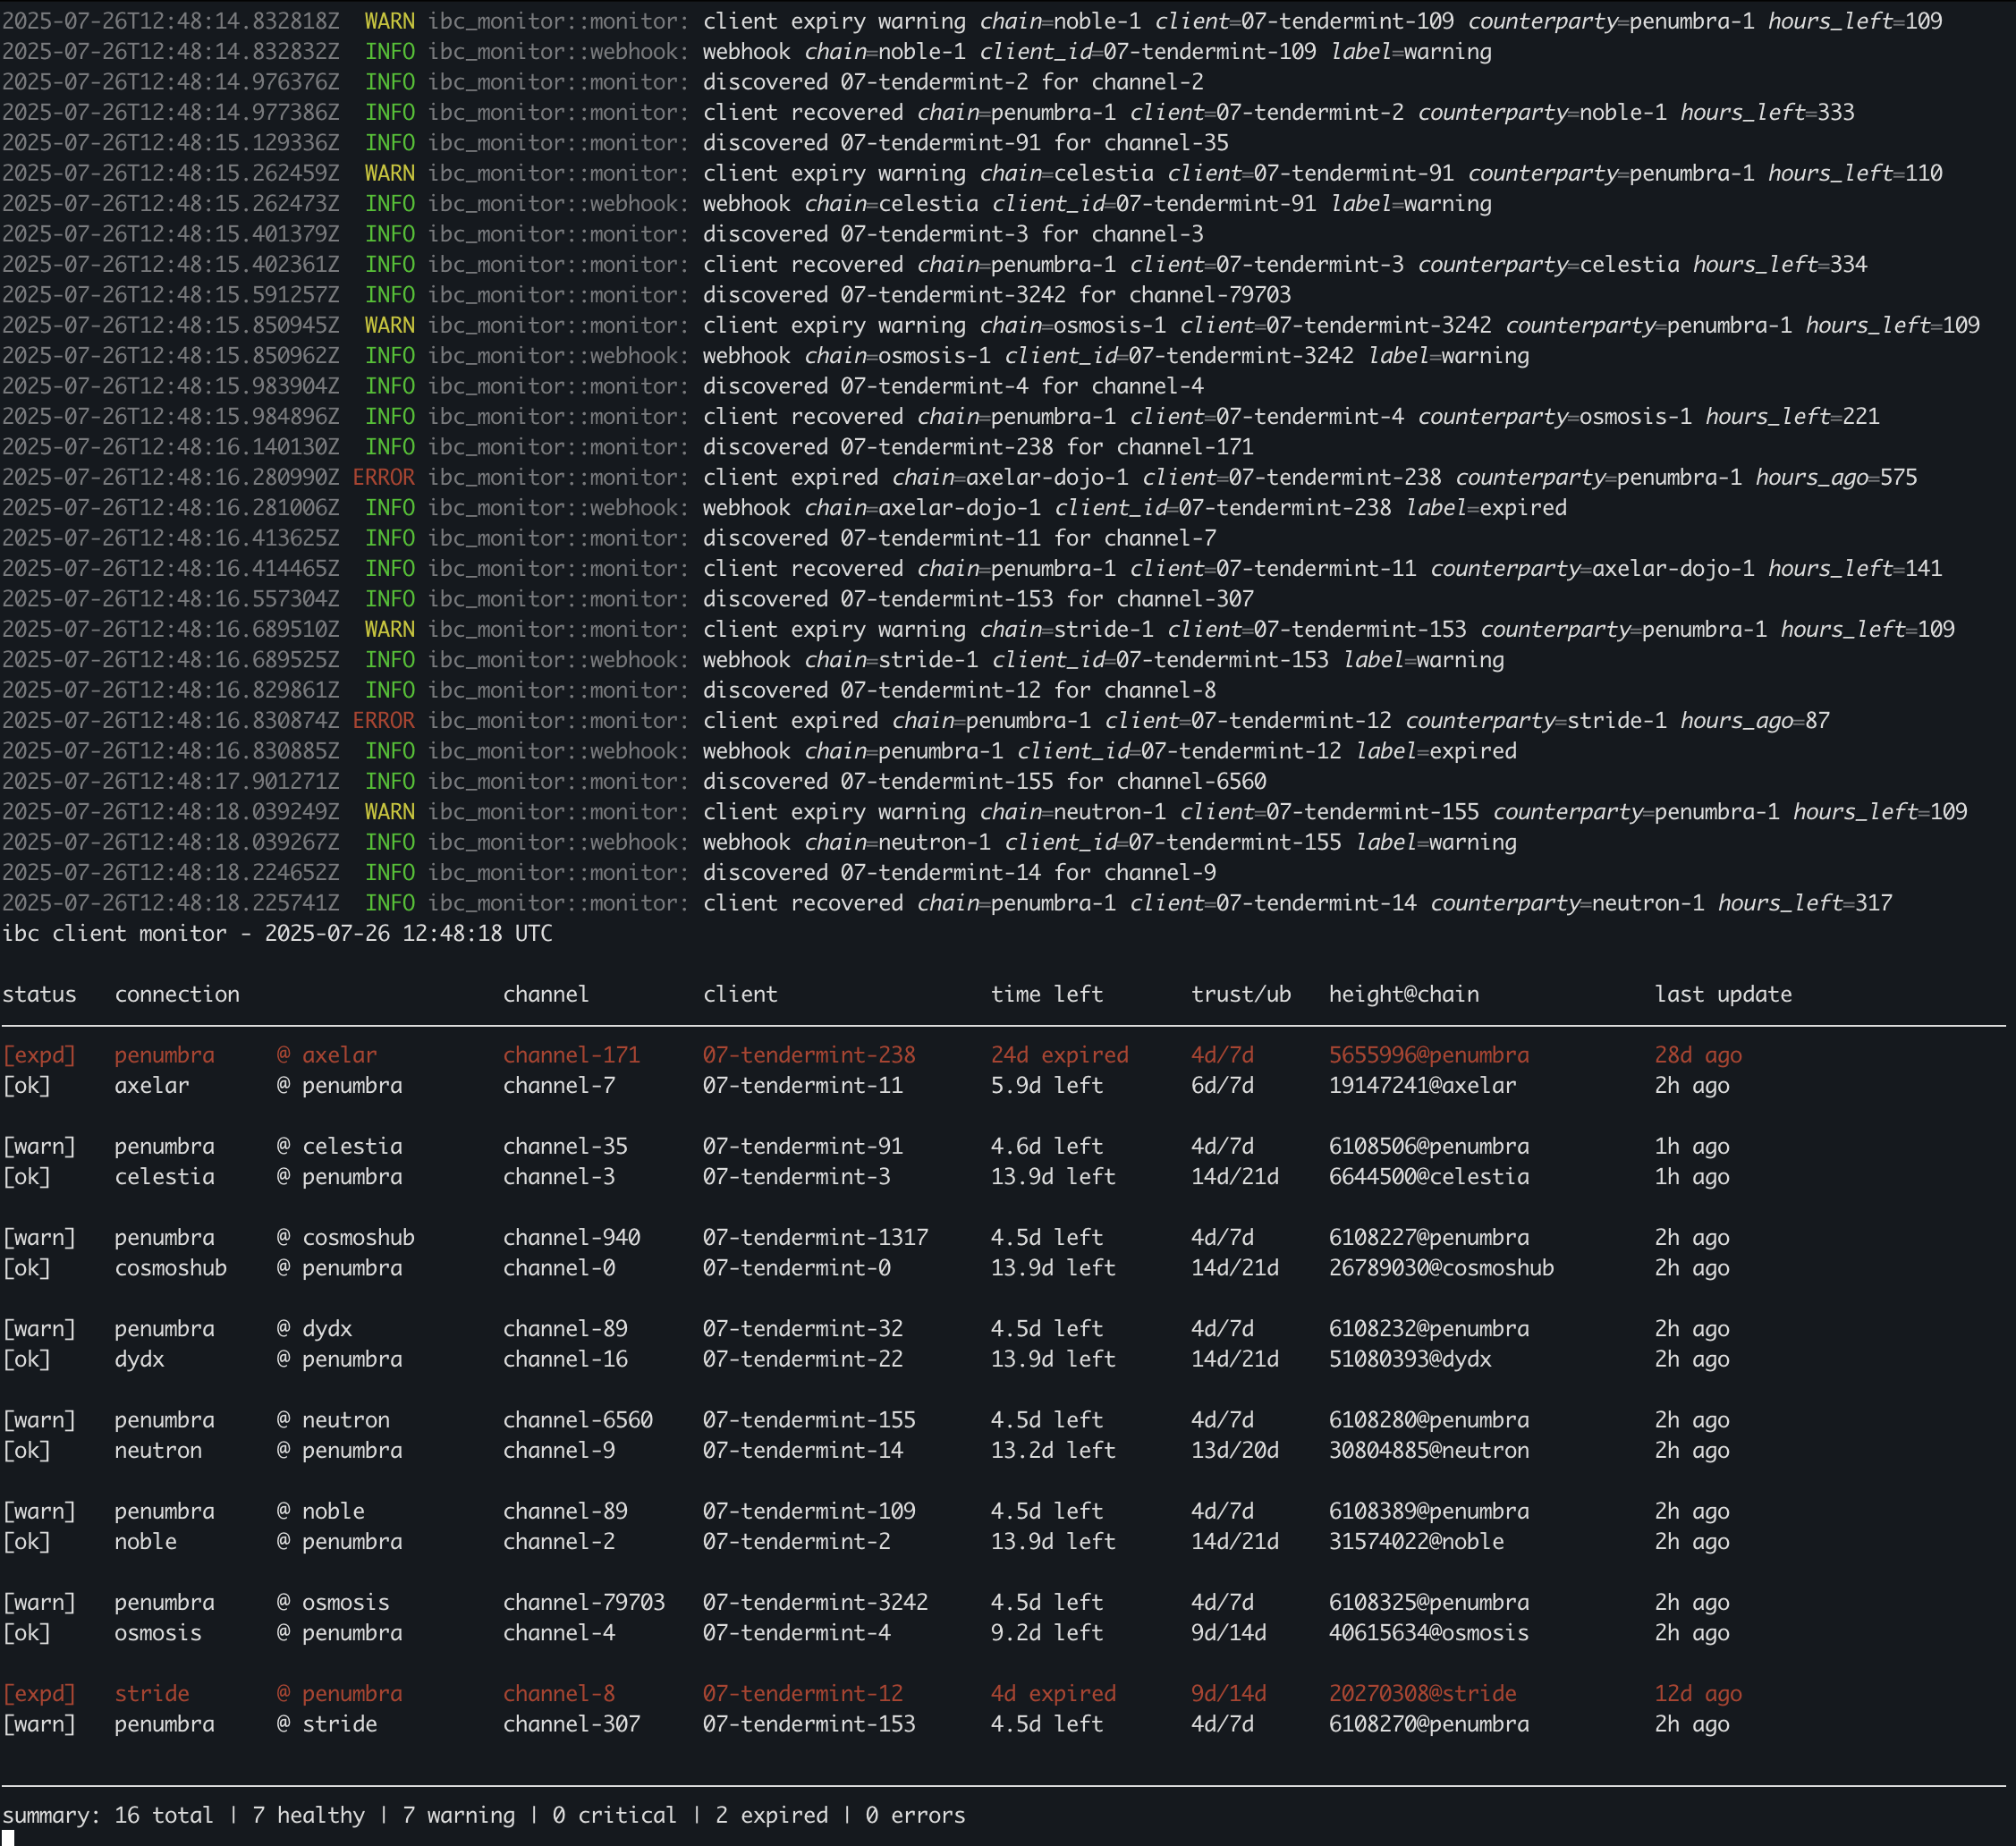 2025-07-26T12:48:14.832818Z  WARN ibc_monitor::monitor: client expiry warning chain=noble-1 client=07-tendermint-109 counterparty=penumbra-1 hours_left=109
2025-07-26T12:48:14.832832Z  INFO ibc_monitor::webhook: webhook chain=noble-1 client_id=07-tendermint-109 label=warning
2025-07-26T12:48:14.976376Z  INFO ibc_monitor::monitor: discovered 07-tendermint-2 for channel-2
2025-07-26T12:48:14.977386Z  INFO ibc_monitor::monitor: client recovered chain=penumbra-1 client=07-tendermint-2 counterparty=noble-1 hours_left=333
2025-07-26T12:48:15.129336Z  INFO ibc_monitor::monitor: discovered 07-tendermint-91 for channel-35
2025-07-26T12:48:15.262459Z  WARN ibc_monitor::monitor: client expiry warning chain=celestia client=07-tendermint-91 counterparty=penumbra-1 hours_left=110
2025-07-26T12:48:15.262473Z  INFO ibc_monitor::webhook: webhook chain=celestia client_id=07-tendermint-91 label=warning
2025-07-26T12:48:15.401379Z  INFO ibc_monitor::monitor: discovered 07-tendermint-3 for channel-3
2025-07-26T12:48:15.402361Z  INFO ibc_monitor::monitor: client recovered chain=penumbra-1 client=07-tendermint-3 counterparty=celestia hours_left=334
2025-07-26T12:48:15.591257Z  INFO ibc_monitor::monitor: discovered 07-tendermint-3242 for channel-79703
2025-07-26T12:48:15.850945Z  WARN ibc_monitor::monitor: client expiry warning chain=osmosis-1 client=07-tendermint-3242 counterparty=penumbra-1 hours_left=109
2025-07-26T12:48:15.850962Z  INFO ibc_monitor::webhook: webhook chain=osmosis-1 client_id=07-tendermint-3242 label=warning
2025-07-26T12:48:15.983904Z  INFO ibc_monitor::monitor: discovered 07-tendermint-4 for channel-4
2025-07-26T12:48:15.984896Z  INFO ibc_monitor::monitor: client recovered chain=penumbra-1 client=07-tendermint-4 counterparty=osmosis-1 hours_left=221
2025-07-26T12:48:16.140130Z  INFO ibc_monitor::monitor: discovered 07-tendermint-238 for channel-171
2025-07-26T12:48:16.280990Z ERROR ibc_monitor::monitor: client expired chain=axelar-dojo-1 client=07-tendermint-238 counterparty=penumbra-1 hours_ago=575
2025-07-26T12:48:16.281006Z  INFO ibc_monitor::webhook: webhook chain=axelar-dojo-1 client_id=07-tendermint-238 label=expired
2025-07-26T12:48:16.413625Z  INFO ibc_monitor::monitor: discovered 07-tendermint-11 for channel-7
2025-07-26T12:48:16.414465Z  INFO ibc_monitor::monitor: client recovered chain=penumbra-1 client=07-tendermint-11 counterparty=axelar-dojo-1 hours_left=141
2025-07-26T12:48:16.557304Z  INFO ibc_monitor::monitor: discovered 07-tendermint-153 for channel-307
2025-07-26T12:48:16.689510Z  WARN ibc_monitor::monitor: client expiry warning chain=stride-1 client=07-tendermint-153 counterparty=penumbra-1 hours_left=109
2025-07-26T12:48:16.689525Z  INFO ibc_monitor::webhook: webhook chain=stride-1 client_id=07-tendermint-153 label=warning
2025-07-26T12:48:16.829861Z  INFO ibc_monitor::monitor: discovered 07-tendermint-12 for channel-8
2025-07-26T12:48:16.830874Z ERROR ibc_monitor::monitor: client expired chain=penumbra-1 client=07-tendermint-12 counterparty=stride-1 hours_ago=87
2025-07-26T12:48:16.830885Z  INFO ibc_monitor::webhook: webhook chain=penumbra-1 client_id=07-tendermint-12 label=expired
2025-07-26T12:48:17.901271Z  INFO ibc_monitor::monitor: discovered 07-tendermint-155 for channel-6560
2025-07-26T12:48:18.039249Z  WARN ibc_monitor::monitor: client expiry warning chain=neutron-1 client=07-tendermint-155 counterparty=penumbra-1 hours_left=109
2025-07-26T12:48:18.039267Z  INFO ibc_monitor::webhook: webhook chain=neutron-1 client_id=07-tendermint-155 label=warning
2025-07-26T12:48:18.224652Z  INFO ibc_monitor::monitor: discovered 07-tendermint-14 for channel-9
2025-07-26T12:48:18.225741Z  INFO ibc_monitor::monitor: client recovered chain=penumbra-1 client=07-tendermint-14 counterparty=neutron-1 hours_left=317
ibc client monitor - 2025-07-26 12:48:18 UTC
status connection channel client time left trust/ub height@chain last update
[expd] penumbra @ axelar channel-171 07-tendermint-238 24d expired 4d/7d 5655996@penumbra 28d ago
[ok] axelar @ penumbra channel-7 07-tendermint-11 5.9d left 6d/7d 19147241@axelar 2h ago
[warn] penumbra @ celestia channel-35 07-tendermint-91 4.6d left 4d/7d 6108506@penumbra 1h ago
[ok] celestia @ penumbra channel-3 07-tendermint-3 13.9d left 14d/21d 6644500@celestia 1h ago
[warn] penumbra @ cosmoshub channel-940 07-tendermint-1317 4.5d left 4d/7d 6108227@penumbra 2h ago
[ok] cosmoshub @ penumbra channel-0 07-tendermint-0 13.9d left 14d/21d 26789030@cosmoshub 2h ago
[warn] penumbra @ dydx channel-89 07-tendermint-32 4.5d left 4d/7d 6108232@penumbra 2h ago
[ok] dydx @ penumbra channel-16 07-tendermint-22 13.9d left 14d/21d 51080393@dydx 2h ago
[warn] penumbra @ neutron channel-6560 07-tendermint-155 4.5d left 4d/7d 6108280@penumbra 2h ago
[ok] neutron @ penumbra channel-9 07-tendermint-14 13.2d left 13d/20d 30804885@neutron 2h ago
[warn] penumbra @ noble channel-89 07-tendermint-109 4.5d left 4d/7d 6108389@penumbra 2h ago
[ok] noble @ penumbra channel-2 07-tendermint-2 13.9d left 14d/21d 31574022@noble 2h ago
[warn] penumbra @ osmosis channel-79703 07-tendermint-3242 4.5d left 4d/7d 6108325@penumbra 2h ago
[ok] osmosis @ penumbra channel-4 07-tendermint-4 9.2d left 9d/14d 40615634@osmosis 2h ago
[expd] stride @ penumbra channel-8 07-tendermint-12 4d expired 9d/14d 20270308@stride 12d ago
[warn] penumbra @ stride channel-307 07-tendermint-153 4.5d left 4d/7d 6108270@penumbra 2h ago
summary: 16 total | 7 healthy | 7 warning | 0 critical | 2 expired | 0 errors